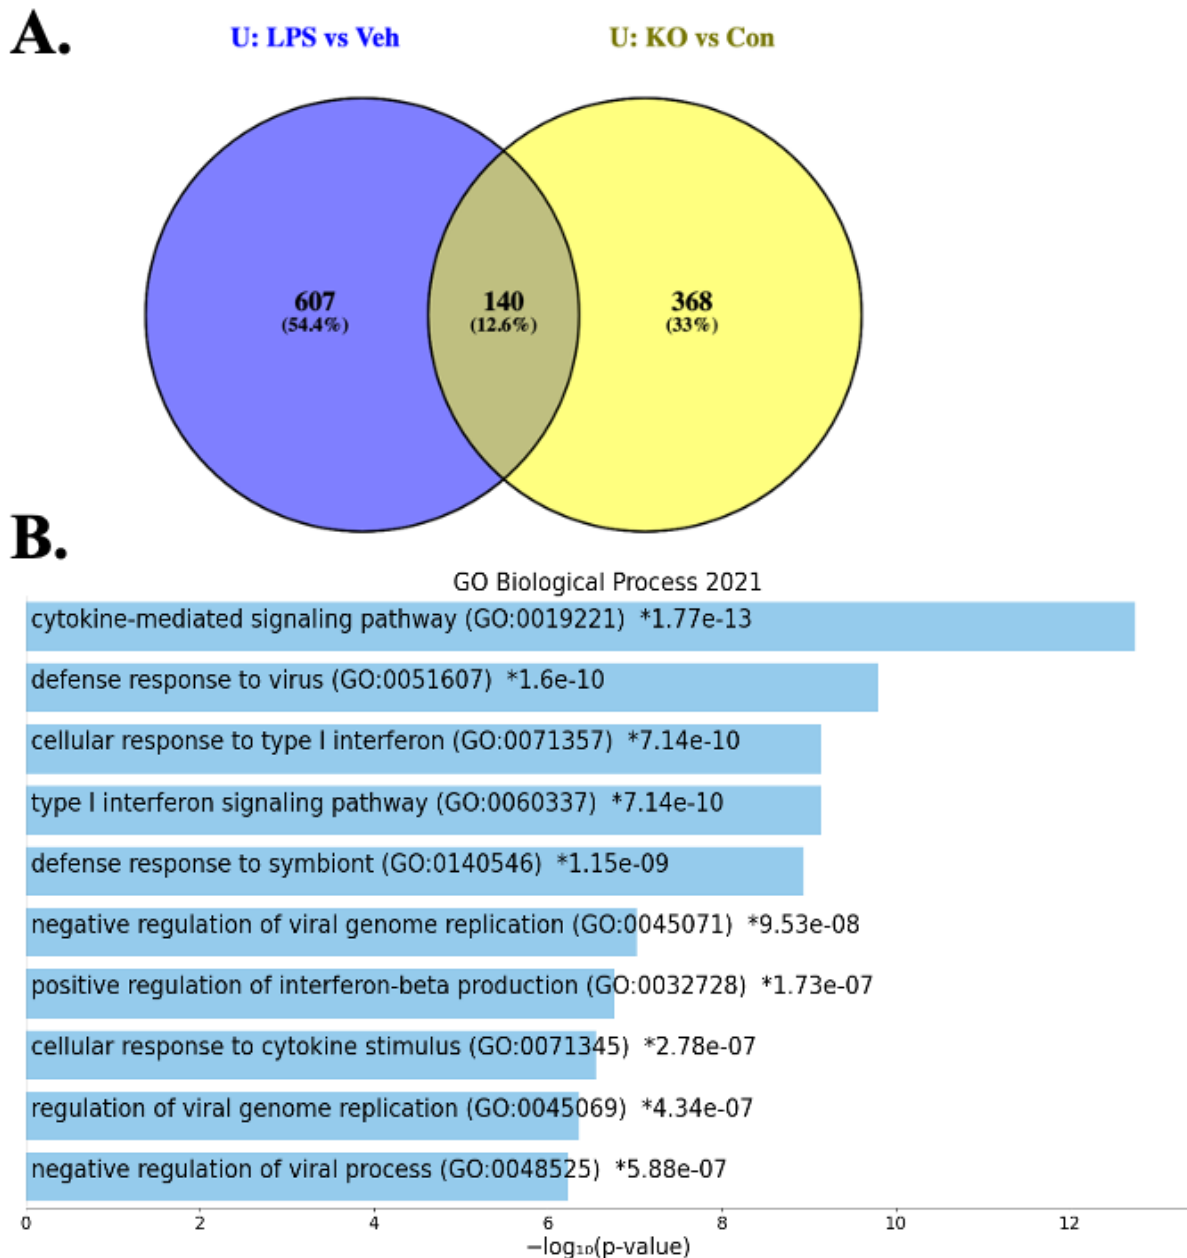 A.
U: LPS vs Veh
U: KO vs Con
607
(54.4%)
140
(12.6%)
368
(33%)
B.
GO Biological Process 2021
cytokine-mediated signaling pathway (GO:0019221) *1.77e-13
defense response to virus (GO:0051607) *1.6e-10
cellular response to type I interferon (GO:0071357) *7.14e-10
type I interferon signaling pathway (GO:0060337) *7.14e-10
defense response to symbiont (GO:0140546) *1.15e-09
negative regulation of viral genome replication (GO:0045071) *9.53e-08
positive regulation of interferon-beta production (GO:0032728) *1.73e-07
cellular response to cytokine stimulus (GO:0071345) *2.78e-07
regulation of viral genome replication (GO:0045069) *4.34e-07
negative regulation of viral process (GO:0048525) *5.88e-07
0 2 4 6 8 10 12
−log₁₀(p-value)